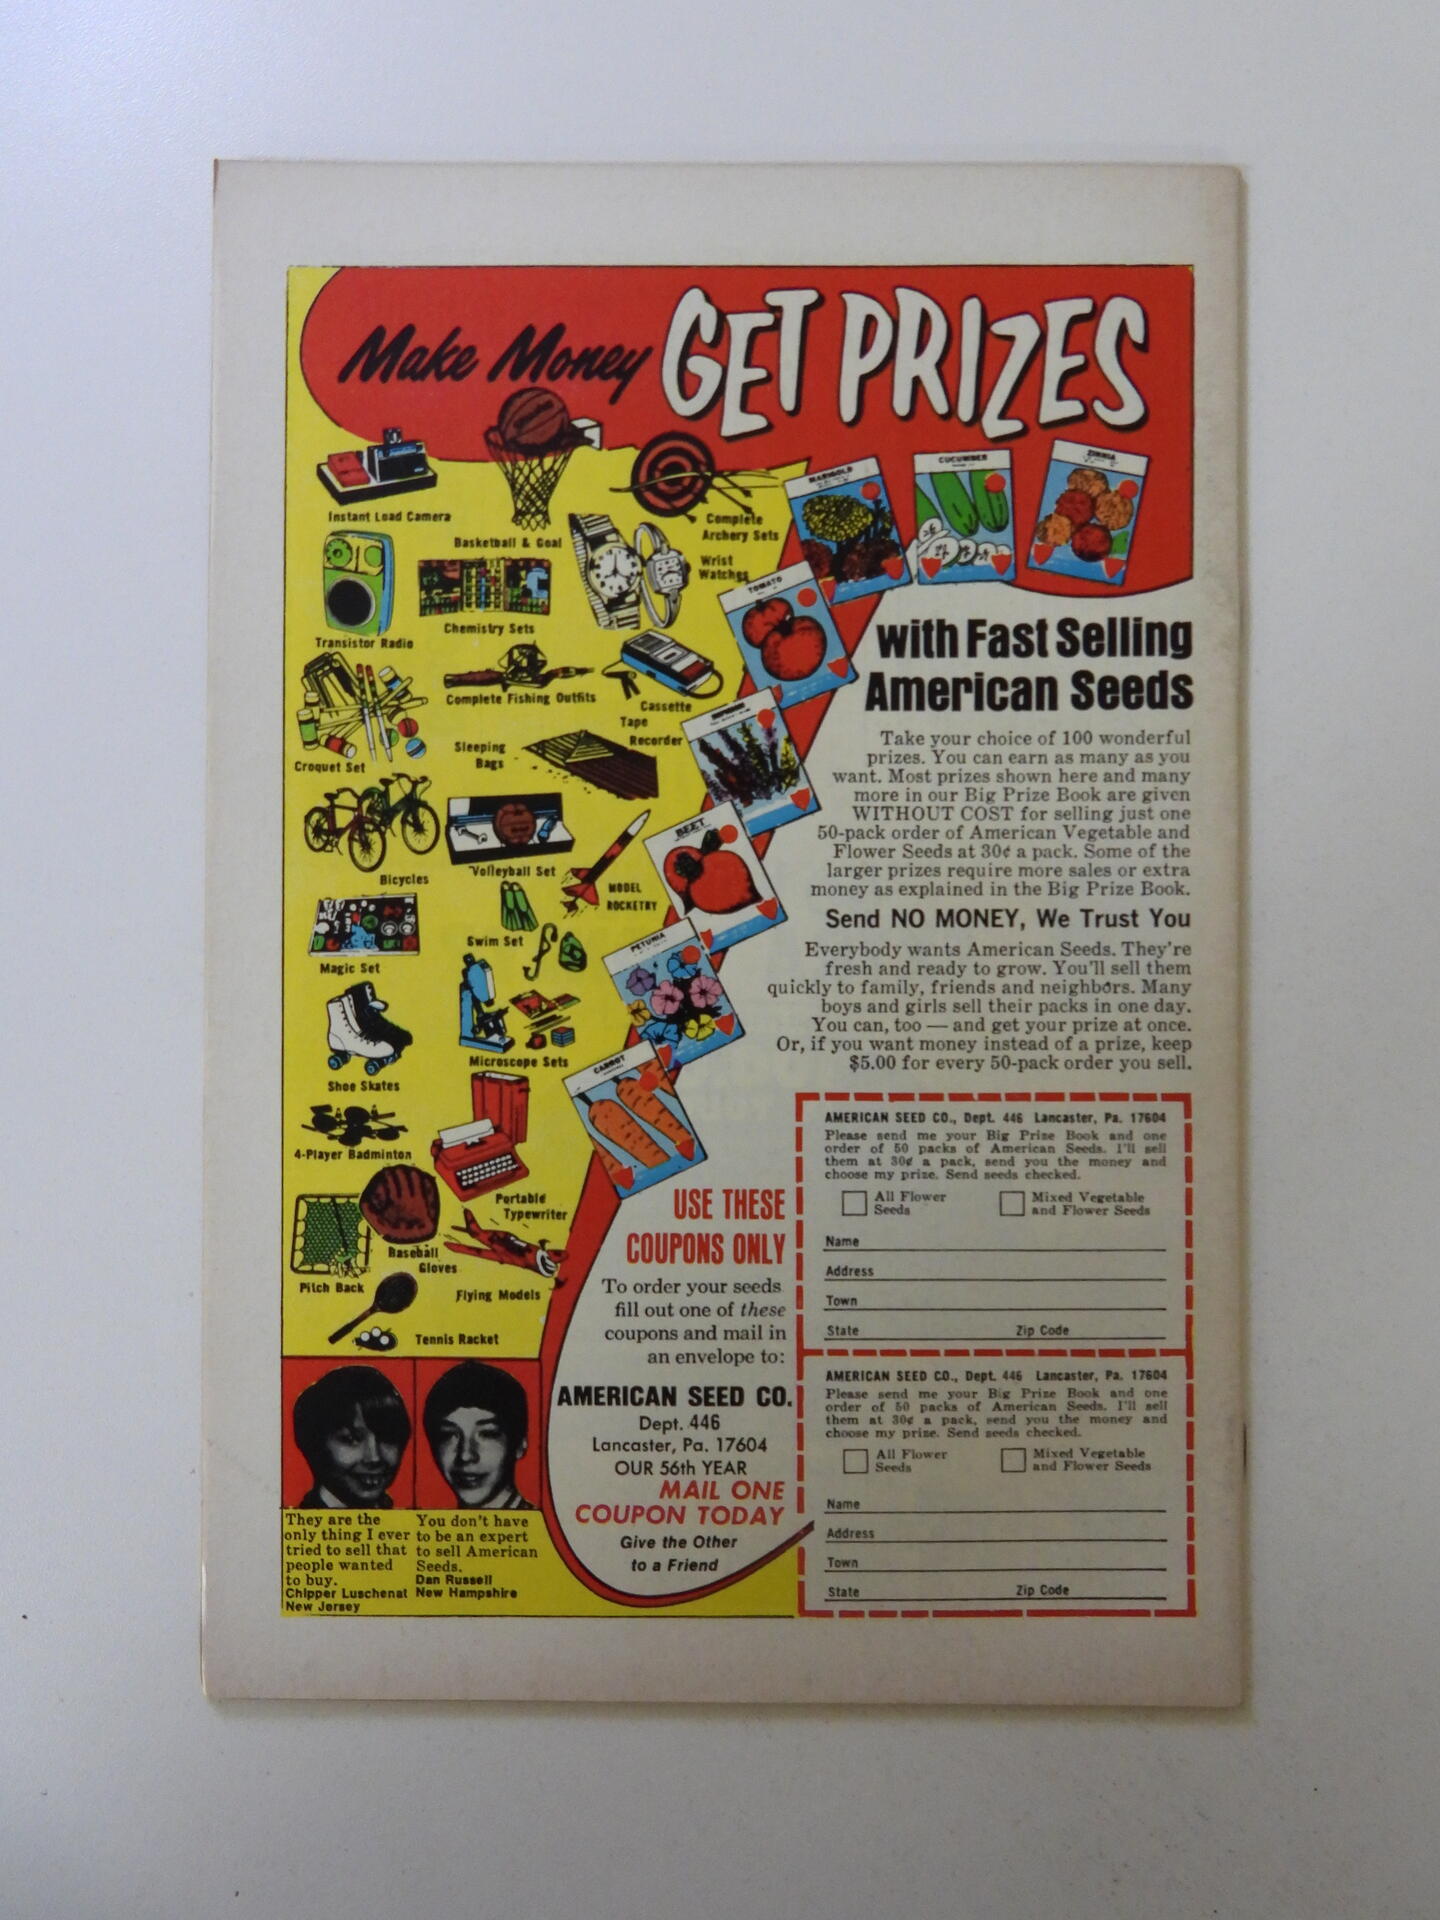 Make Money GET PRIZES
Instant Load Camera
Basketball & Goal
Complete
Archery Sets
Wrist
Watches
Transistor Radio
Chemistry Sets
Complete Fishing Outfits
Cassette
Tape
Recorder
Croquet Set
Sleeping
Bags
Bicycles
Volleyball Set
MODEL
ROCKETRY
Magic Set
Swim Set
Shoe Skates
Microscope Sets
4-Player Badminton
Portable
Typewriter
Pitch Back
Baseball
Gloves
Flying Models
Tennis Racket
MARIGOLD
CUCUMBER
ZINNIA
TOMATO
BEET
PETUNIA
CARROT
with Fast Selling
American Seeds
Take your choice of 100 wonderful
prizes. You can earn as many as you
want. Most prizes shown here and many
more in our Big Prize Book are given
WITHOUT COST for selling just one
50-pack order of American Vegetable and
Flower Seeds at 30¢ a pack. Some of the
larger prizes require more sales or extra
money as explained in the Big Prize Book.
Send NO MONEY, We Trust You
Everybody wants American Seeds. They're
fresh and ready to grow. You'll sell them
quickly to family, friends and neighbors. Many
boys and girls sell their packs in one day.
You can, too — and get your prize at once.
Or, if you want money instead of a prize, keep
$5.00 for every 50-pack order you sell.
USE THESE
COUPONS ONLY
To order your seeds
fill out one of these
coupons and mail in
an envelope to:
AMERICAN SEED CO.
Dept. 446
Lancaster, Pa. 17604
OUR 56th YEAR
MAIL ONE
COUPON TODAY
Give the Other
to a Friend
AMERICAN SEED CO., Dept. 446 Lancaster, Pa. 17604
Please send me your Big Prize Book and one
order of 50 packs of American Seeds. I'll sell
them at 30¢ a pack, send you the money and
choose my prize. Send seeds checked.
All Flower
Seeds
Mixed Vegetable
and Flower Seeds
Name
Address
Town
State Zip Code
AMERICAN SEED CO., Dept. 446 Lancaster, Pa. 17604
Please send me your Big Prize Book and one
order of 50 packs of American Seeds. I'll sell
them at 30¢ a pack, send you the money and
choose my prize. Send seeds checked.
All Flower
Seeds
Mixed Vegetable
and Flower Seeds
Name
Address
Town
State Zip Code
They are the
only thing I ever
tried to sell that
people wanted
to buy.
Chipper Luschenat
New Jersey
You don't have
to be an expert
to sell American
Seeds.
Dan Russell
New Hampshire